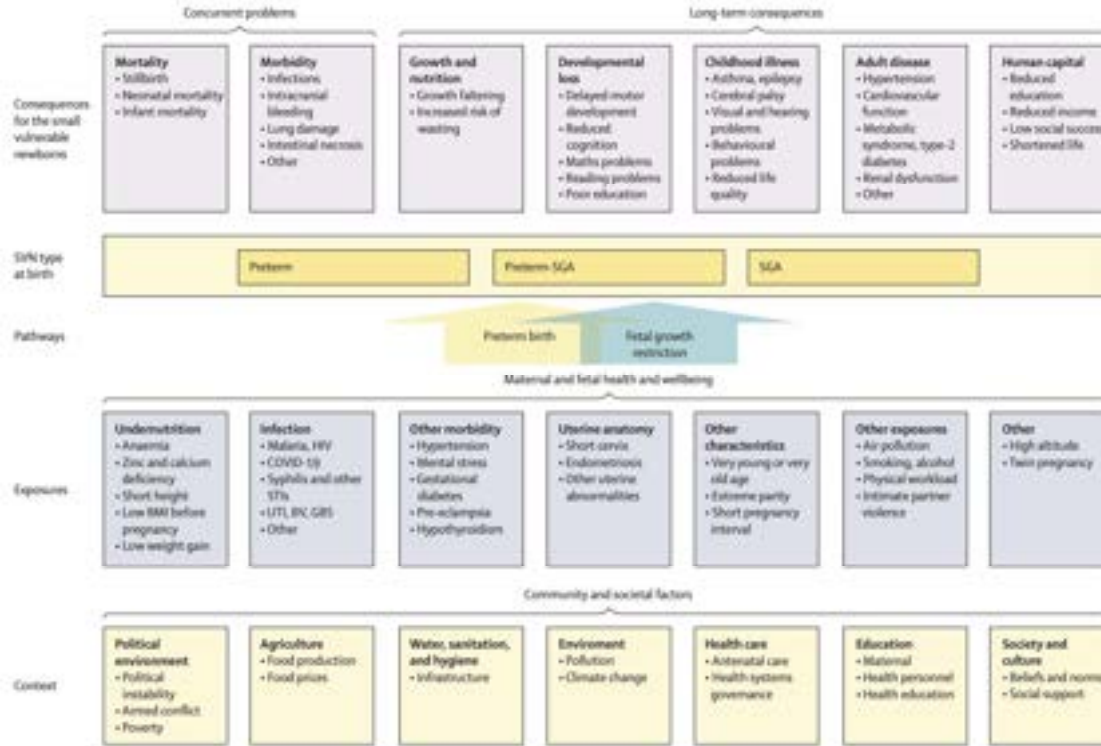 Concurrent problems
Long-term consequences
Consequences
for the small
vulnerable
newborns
Mortality
• Stillbirth
• Neonatal mortality
• Infant mortality
Morbidity
• Infections
• Intracranial
bleeding
• Lung damage
• Intestinal necrosis
• Other
Growth and
nutrition
• Growth faltering
• Increased risk of
wasting
Developmental
loss
• Delayed motor
development
• Reduced
cognition
• Maths problems
• Reading problems
• Poor education
Childhood illness
• Asthma, epilepsy
• Cerebral palsy
• Visual and hearing
problems
• Behavioural
problems
• Reduced life
quality
Adult disease
• Hypertension
• Cardiovascular
function
• Metabolic
syndrome, type-2
diabetes
• Renal dysfunction
• Other
Human capital
• Reduced
education
• Reduced income
• Low social success
• Shortened life
SVN type
at birth
Preterm
Preterm-SGA
SGA
Pathways
Preterm birth
Fetal growth
restriction
Maternal and fetal health and wellbeing
Exposures
Undernutrition
• Anaemia
• Zinc and calcium
deficiency
• Short height
• Low BMI before
pregnancy
• Low weight gain
Infection
• Malaria, HIV
• COVID-19
• Syphilis and other
STIs
• UTI, BV, GBS
• Other
Other morbidity
• Hypertension
• Mental stress
• Gestational
diabetes
• Pre-eclampsia
• Hypothyroidism
Uterine anatomy
• Short cervix
• Endometriosis
• Other uterine
abnormalities
Other
characteristics
• Very young or very
old age
• Extreme parity
• Short pregnancy
interval
Other exposures
• Air pollution
• Smoking, alcohol
• Physical workload
• Intimate partner
violence
Other
• High altitude
• Twin pregnancy
Community and societal factors
Context
Political
environment
• Political
instability
• Armed conflict
• Poverty
Agriculture
• Food production
• Food prices
Water, sanitation,
and hygiene
• Infrastructure
Enviroment
• Pollution
• Climate change
Health care
• Antenatal care
• Health systems
governance
Education
• Maternal
• Health personnel
• Health education
Society and
culture
• Beliefs and norms
• Social support